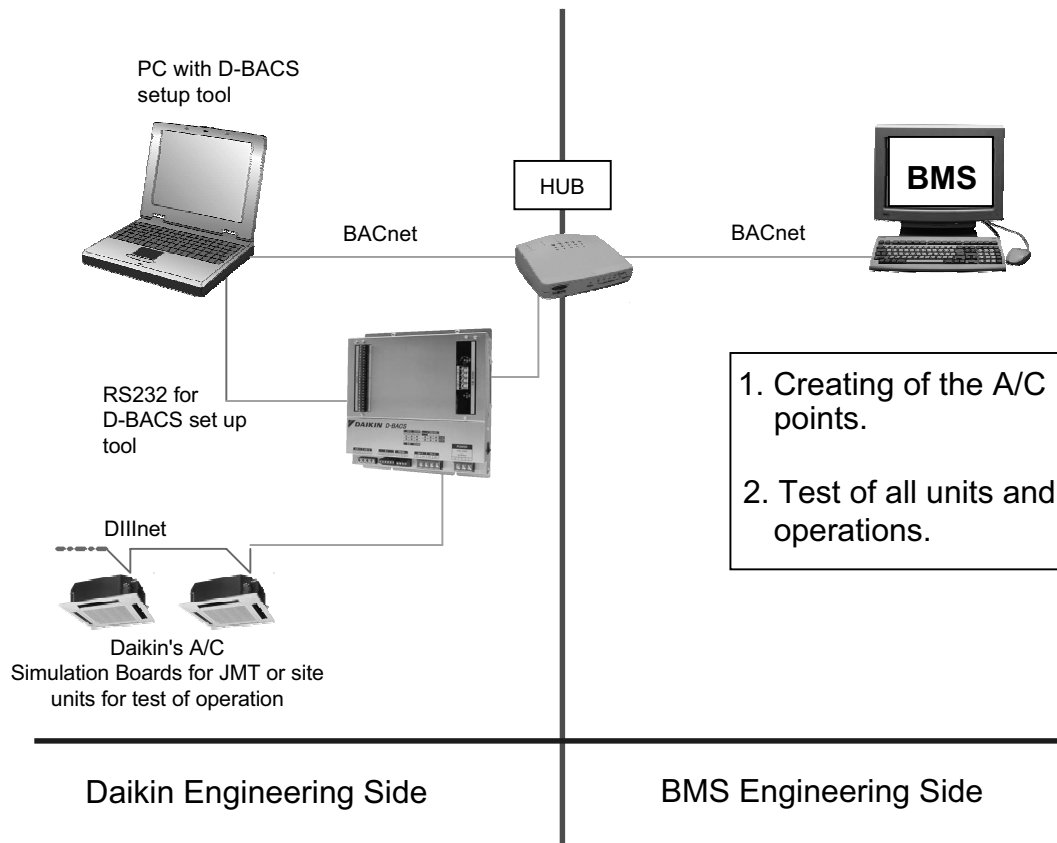 PC with D-BACS
setup tool
HUB
BMS
BACnet
BACnet
RS232 for
D-BACS set up
tool
DAIKIN D-BACS
1. Creating of the A/C
points.
2. Test of all units and
operations.
DIIInet
Daikin's A/C
Simulation Boards for JMT or site
units for test of operation
Daikin Engineering Side
BMS Engineering Side